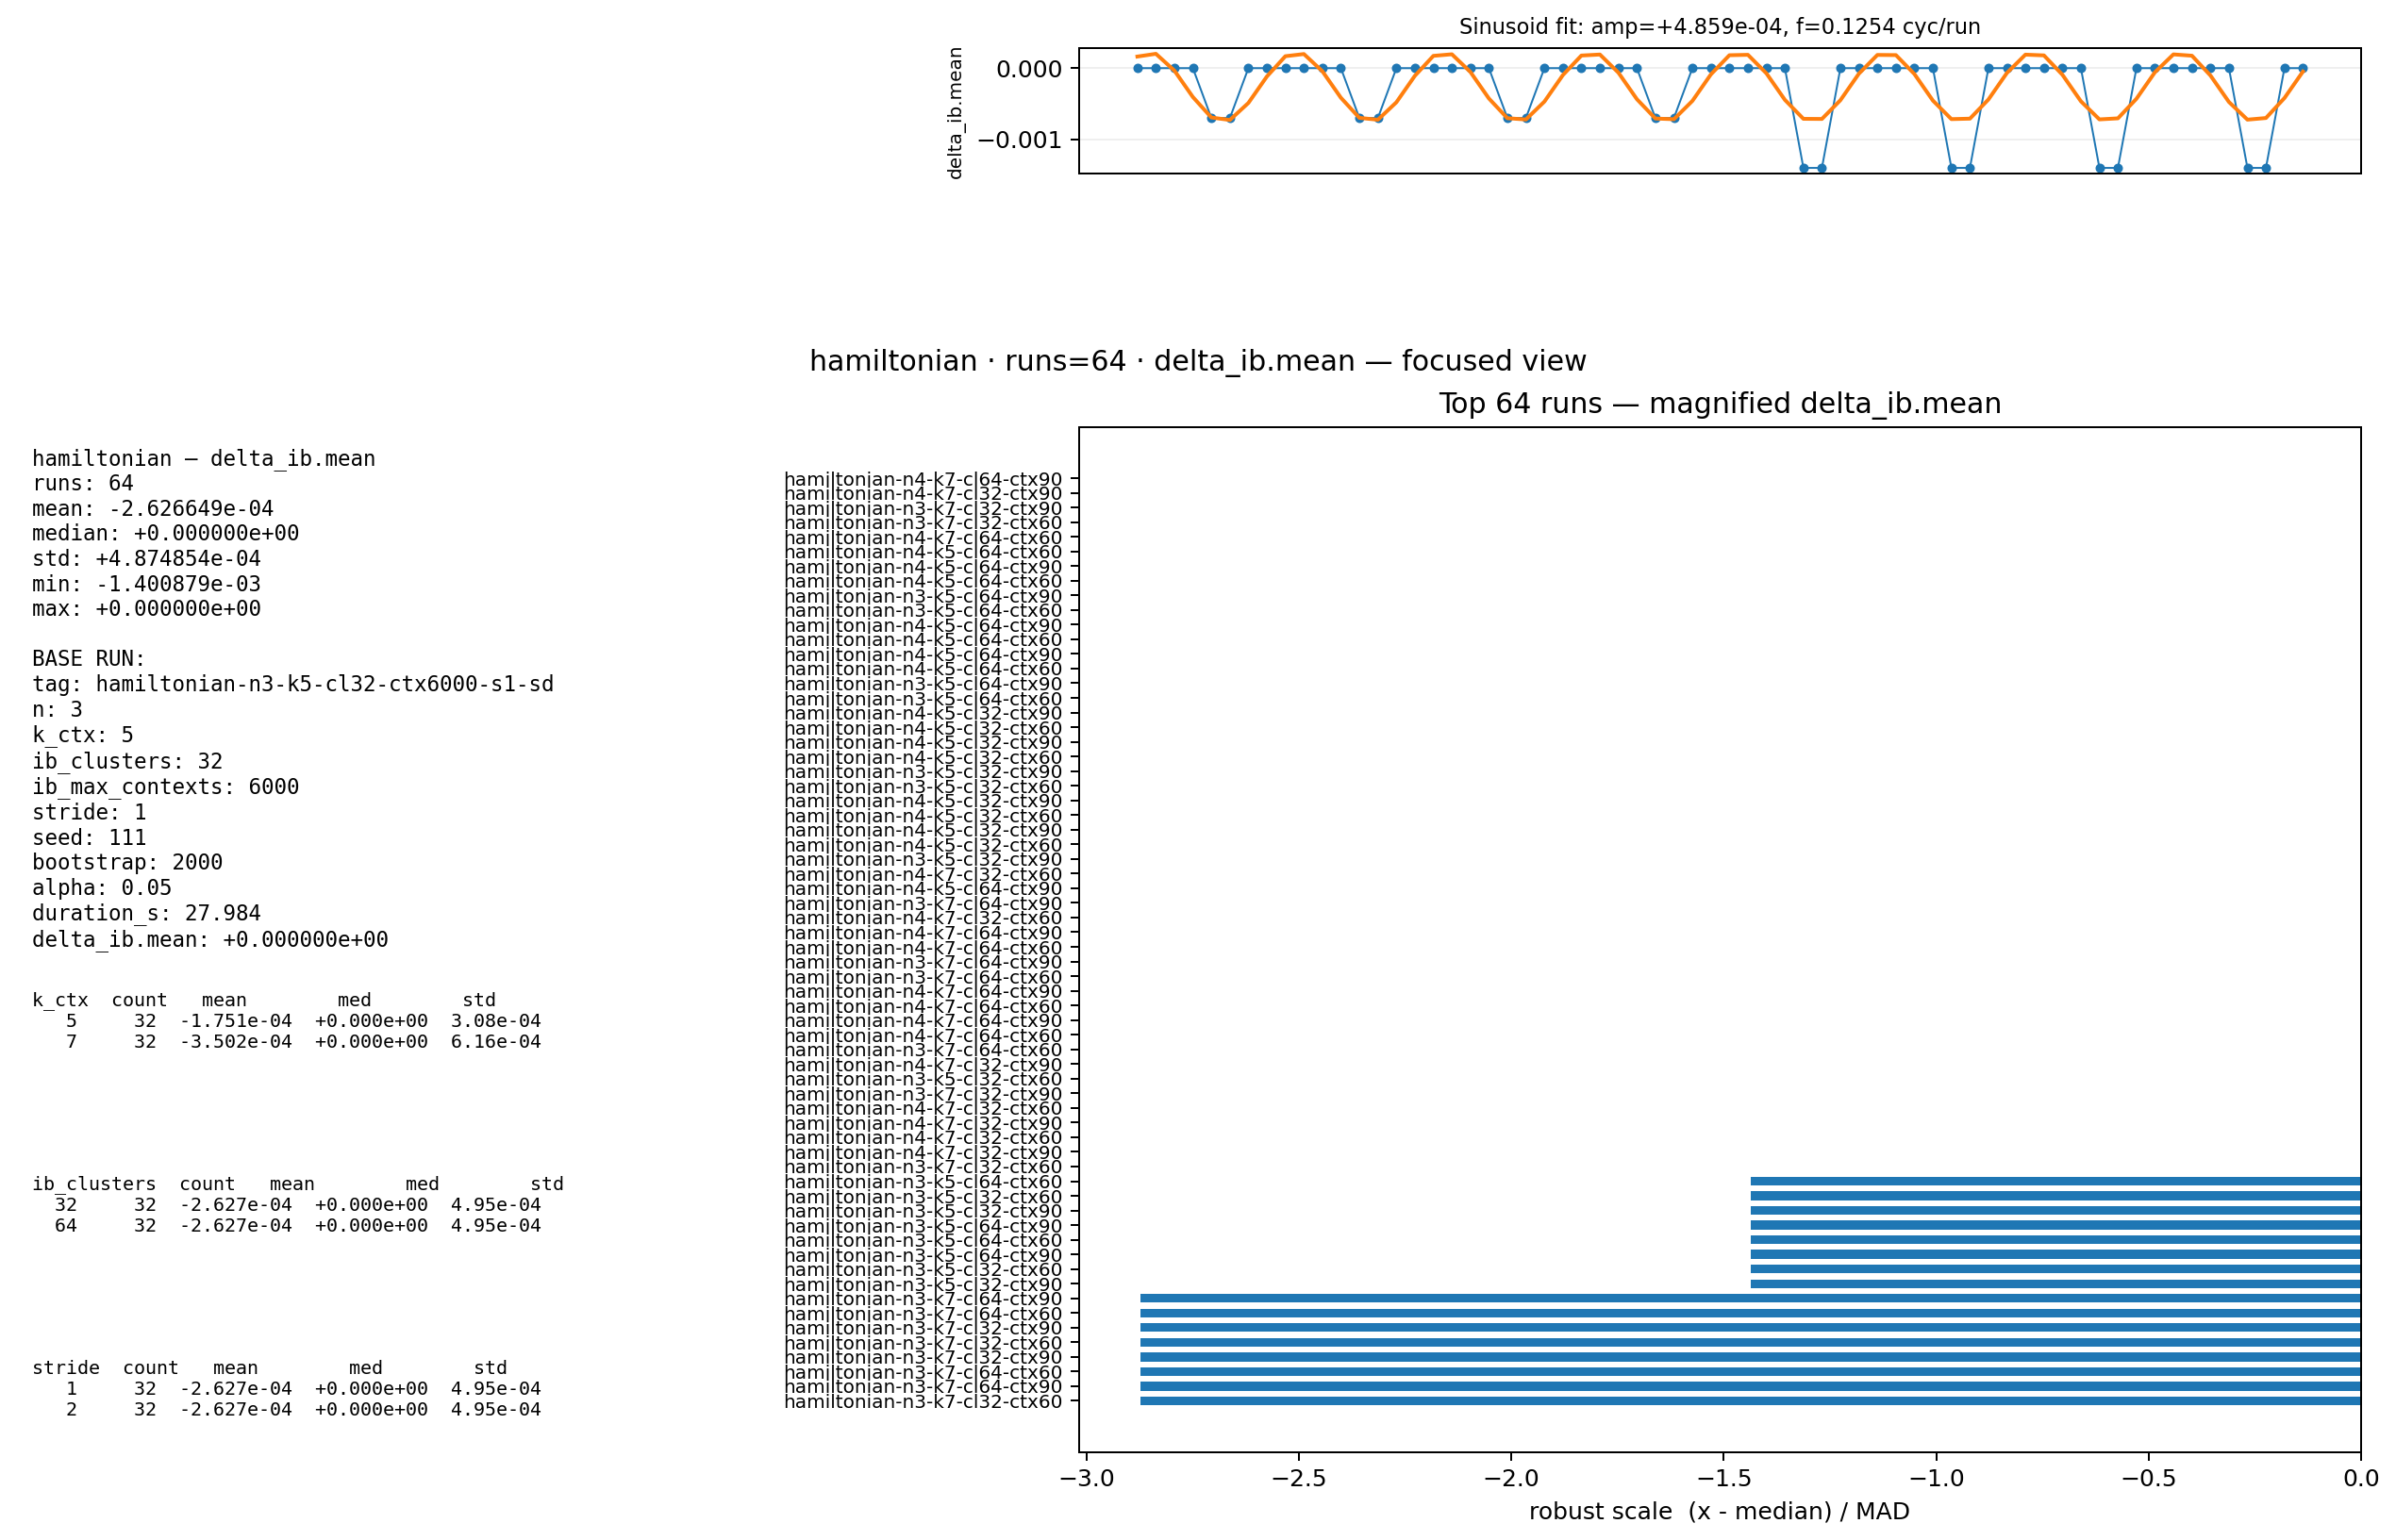 Sinusoid fit: amp=+4.859e-04, f=0.1254 cyc/run
delta_ib.mean
0.000
−0.001
hamiltonian · runs=64 · delta_ib.mean — focused view
Top 64 runs — magnified delta_ib.mean
hamiltonian — delta_ib.mean
runs: 64
mean: -2.626649e-04
median: +0.000000e+00
std: +4.874854e-04
min: -1.400879e-03
max: +0.000000e+00
BASE RUN:
tag: hamiltonian-n3-k5-cl32-ctx6000-s1-sd
n: 3
k_ctx: 5
ib_clusters: 32
ib_max_contexts: 6000
stride: 1
seed: 111
bootstrap: 2000
alpha: 0.05
duration_s: 27.984
delta_ib.mean: +0.000000e+00
k_ctx count mean med std
5 32 -1.751e-04 +0.000e+00 3.08e-04
7 32 -3.502e-04 +0.000e+00 6.16e-04
ib_clusters count mean med std
32 32 -2.627e-04 +0.000e+00 4.95e-04
64 32 -2.627e-04 +0.000e+00 4.95e-04
stride count mean med std
1 32 -2.627e-04 +0.000e+00 4.95e-04
2 32 -2.627e-04 +0.000e+00 4.95e-04
hamiltonian-n4-k7-cl64-ctx90
hamiltonian-n4-k7-cl32-ctx90
hamiltonian-n3-k7-cl32-ctx90
hamiltonian-n3-k7-cl32-ctx60
hamiltonian-n4-k7-cl64-ctx60
hamiltonian-n4-k5-cl64-ctx60
hamiltonian-n4-k5-cl64-ctx90
hamiltonian-n4-k5-cl64-ctx60
hamiltonian-n3-k5-cl64-ctx90
hamiltonian-n3-k5-cl64-ctx60
hamiltonian-n4-k5-cl64-ctx90
hamiltonian-n4-k5-cl64-ctx60
hamiltonian-n4-k5-cl64-ctx90
hamiltonian-n4-k5-cl64-ctx60
hamiltonian-n3-k5-cl64-ctx90
hamiltonian-n3-k5-cl64-ctx60
hamiltonian-n4-k5-cl32-ctx90
hamiltonian-n4-k5-cl32-ctx60
hamiltonian-n4-k5-cl32-ctx90
hamiltonian-n4-k5-cl32-ctx60
hamiltonian-n3-k5-cl32-ctx90
hamiltonian-n3-k5-cl32-ctx60
hamiltonian-n4-k5-cl32-ctx90
hamiltonian-n4-k5-cl32-ctx60
hamiltonian-n4-k5-cl32-ctx90
hamiltonian-n4-k5-cl32-ctx60
hamiltonian-n3-k5-cl32-ctx90
hamiltonian-n4-k7-cl32-ctx60
hamiltonian-n4-k5-cl64-ctx90
hamiltonian-n3-k7-cl64-ctx90
hamiltonian-n4-k7-cl32-ctx60
hamiltonian-n4-k7-cl64-ctx90
hamiltonian-n4-k7-cl64-ctx60
hamiltonian-n3-k7-cl64-ctx90
hamiltonian-n3-k7-cl64-ctx60
hamiltonian-n4-k7-cl64-ctx90
hamiltonian-n4-k7-cl64-ctx60
hamiltonian-n4-k7-cl64-ctx90
hamiltonian-n4-k7-cl64-ctx60
hamiltonian-n3-k7-cl64-ctx60
hamiltonian-n4-k7-cl32-ctx90
hamiltonian-n3-k5-cl32-ctx60
hamiltonian-n3-k7-cl32-ctx90
hamiltonian-n4-k7-cl32-ctx60
hamiltonian-n4-k7-cl32-ctx90
hamiltonian-n4-k7-cl32-ctx60
hamiltonian-n4-k7-cl32-ctx90
hamiltonian-n3-k7-cl32-ctx60
hamiltonian-n3-k5-cl64-ctx60
hamiltonian-n3-k5-cl32-ctx60
hamiltonian-n3-k5-cl32-ctx90
hamiltonian-n3-k5-cl64-ctx90
hamiltonian-n3-k5-cl64-ctx60
hamiltonian-n3-k5-cl64-ctx90
hamiltonian-n3-k5-cl32-ctx60
hamiltonian-n3-k5-cl32-ctx90
hamiltonian-n3-k7-cl64-ctx90
hamiltonian-n3-k7-cl64-ctx60
hamiltonian-n3-k7-cl32-ctx90
hamiltonian-n3-k7-cl32-ctx60
hamiltonian-n3-k7-cl32-ctx90
hamiltonian-n3-k7-cl64-ctx60
hamiltonian-n3-k7-cl64-ctx90
hamiltonian-n3-k7-cl32-ctx60
−3.0 −2.5 −2.0 −1.5 −1.0 −0.5 0.0
robust scale (x - median) / MAD